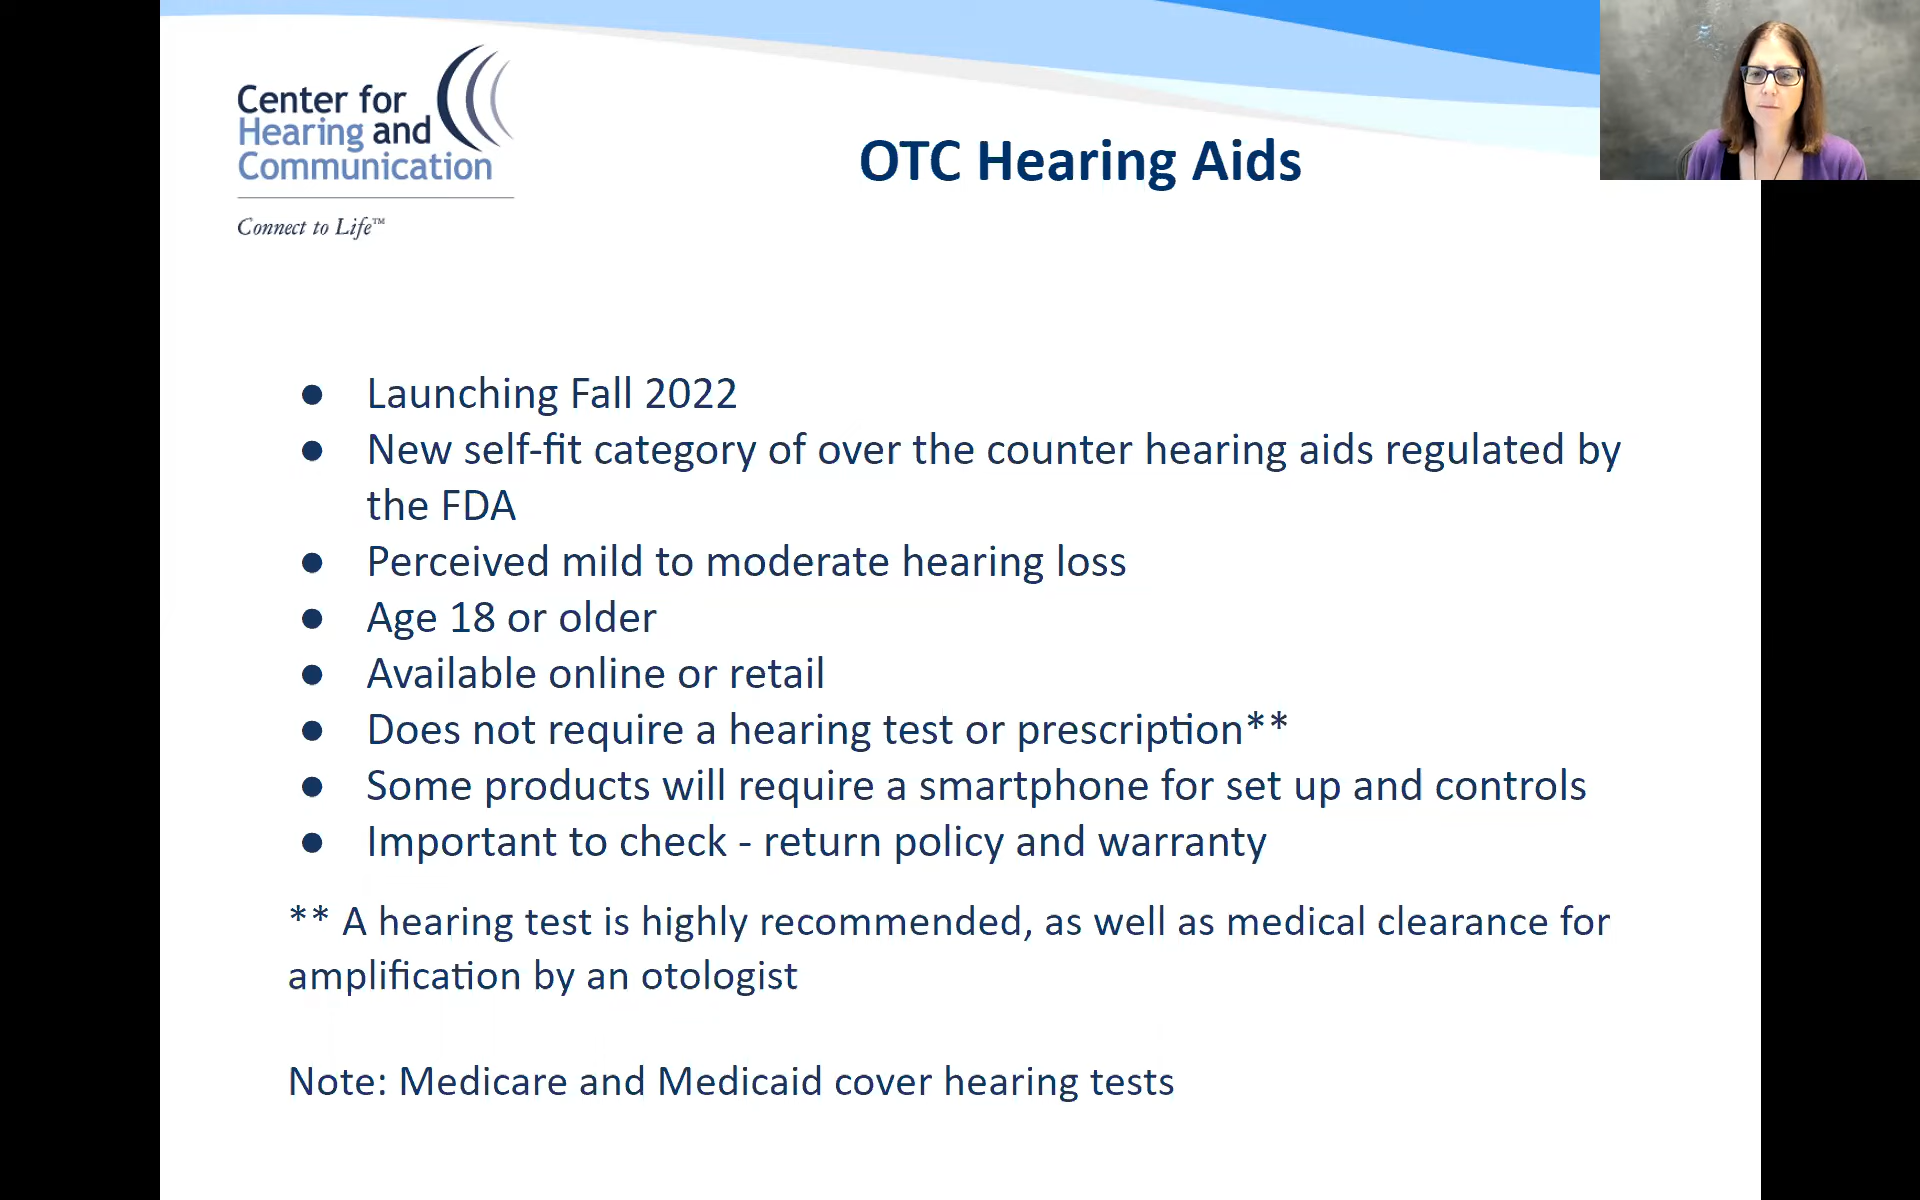 Center for
Hearing and
Communication
Connect to Life™
OTC Hearing Aids
● Launching Fall 2022
● New self-fit category of over the counter hearing aids regulated by
the FDA
● Perceived mild to moderate hearing loss
● Age 18 or older
● Available online or retail
● Does not require a hearing test or prescription**
● Some products will require a smartphone for set up and controls
● Important to check - return policy and warranty
** A hearing test is highly recommended, as well as medical clearance for
amplification by an otologist
Note: Medicare and Medicaid cover hearing tests